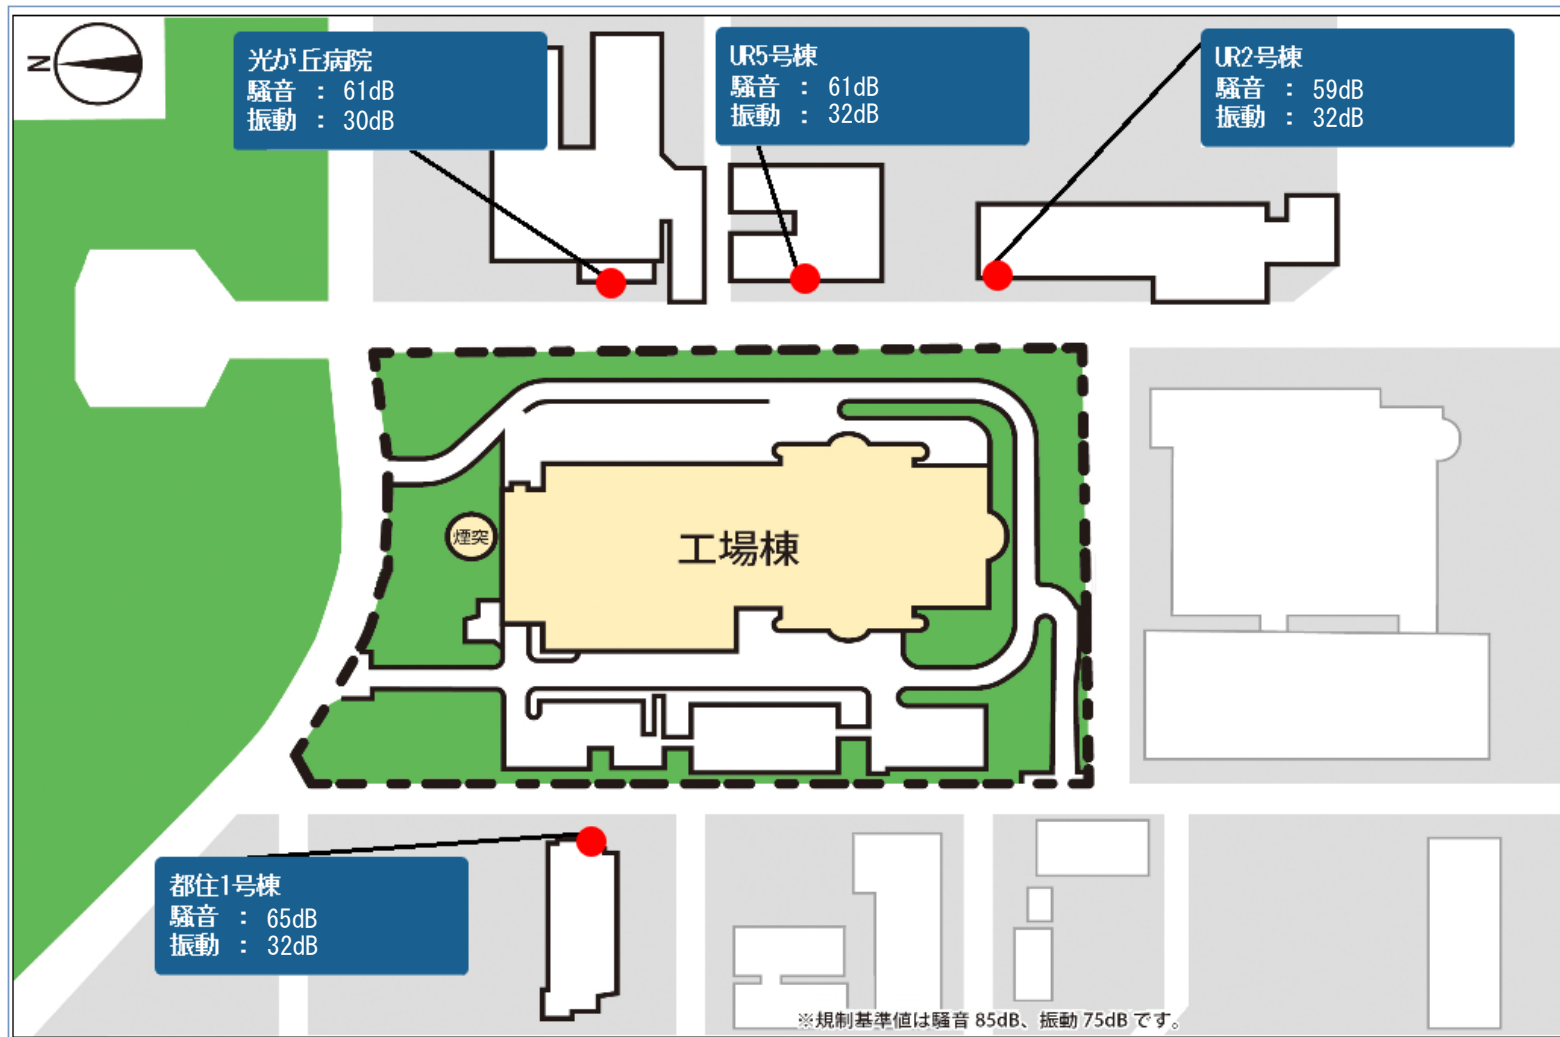 N
光が丘病院
騒音 : 61dB
振動 : 30dB
UR5号棟
騒音 : 61dB
振動 : 32dB
UR2号棟
騒音 : 59dB
振動 : 32dB
煙突
工場棟
都住1号棟
騒音 : 65dB
振動 : 32dB
※規制基準値は騒音 85dB、振動 75dB です。